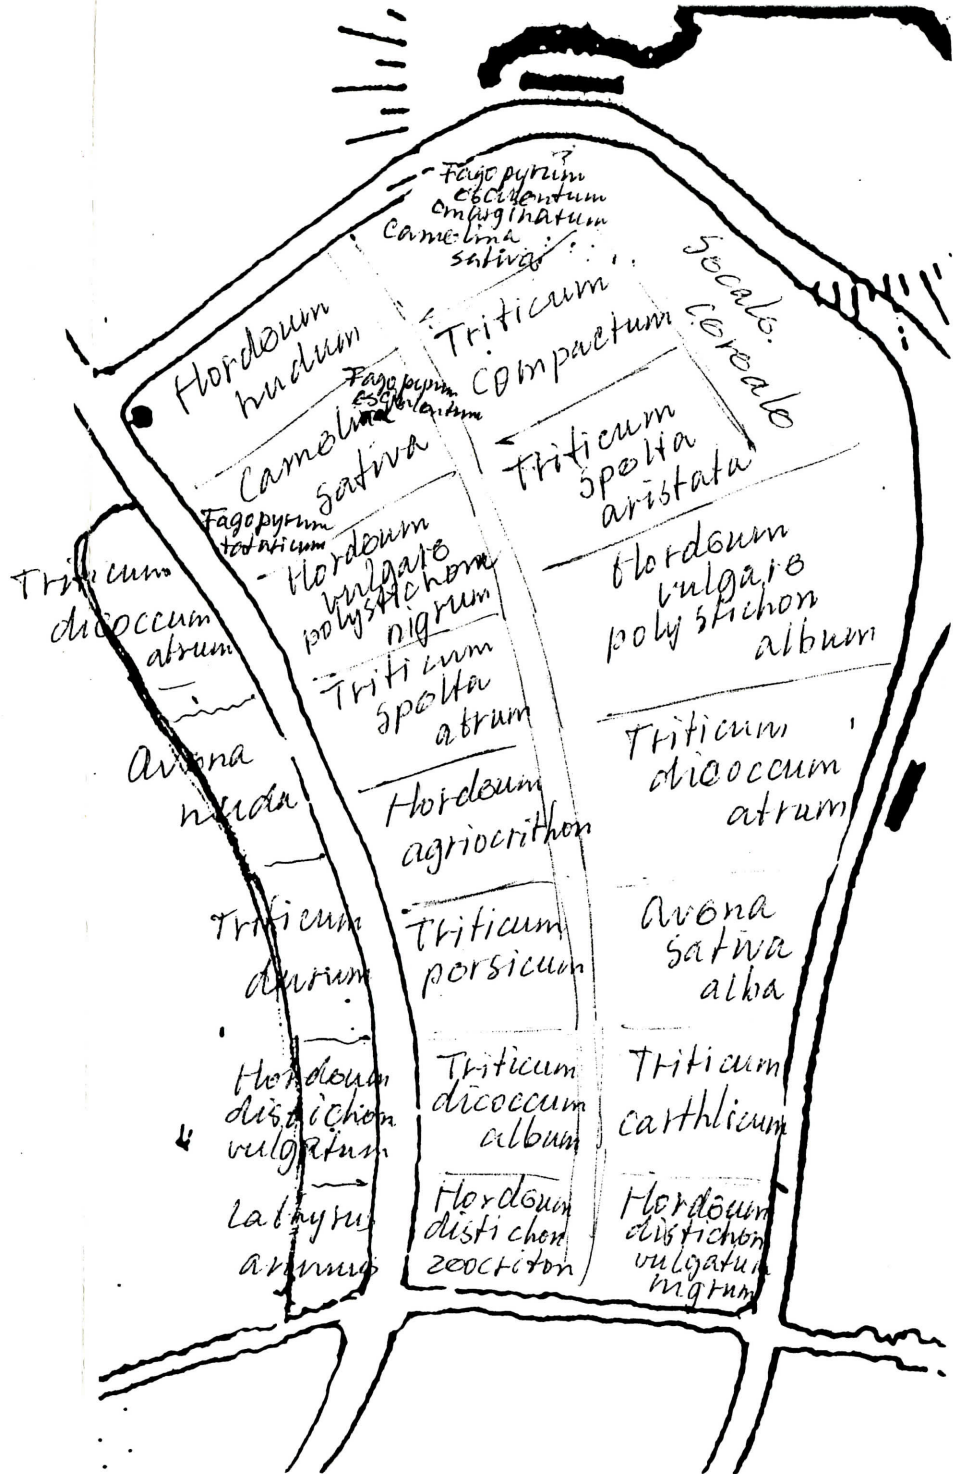 Fagopyrum
esculentum
emarginatum
Camelina
sativa
Secale
cereale
Hordeum
nudum
Triticum
compactum
Fagopyrum
esculentum
Camelina
sativa
Triticum
spelta
aristata
Fagopyrum
tataricum
Hordeum
vulgare
polystichon
nigrum
Hordeum
vulgare
polystichon
album
Triticum
dicoccum
atrum
Triticum
spelta
atrum
Triticum
dicoccum
atrum
Avena
nuda
Hordeum
agriocrithon
Triticum
durum
Triticum
persicum
Avena
sativa
alba
Hordeum
distichon
vulgatum
Triticum
dicoccum
album
Triticum
carthlicum
Lathyrus
annuus
Hordeum
distichon
zeocriton
Hordeum
distichon
vulgatum
nigrum